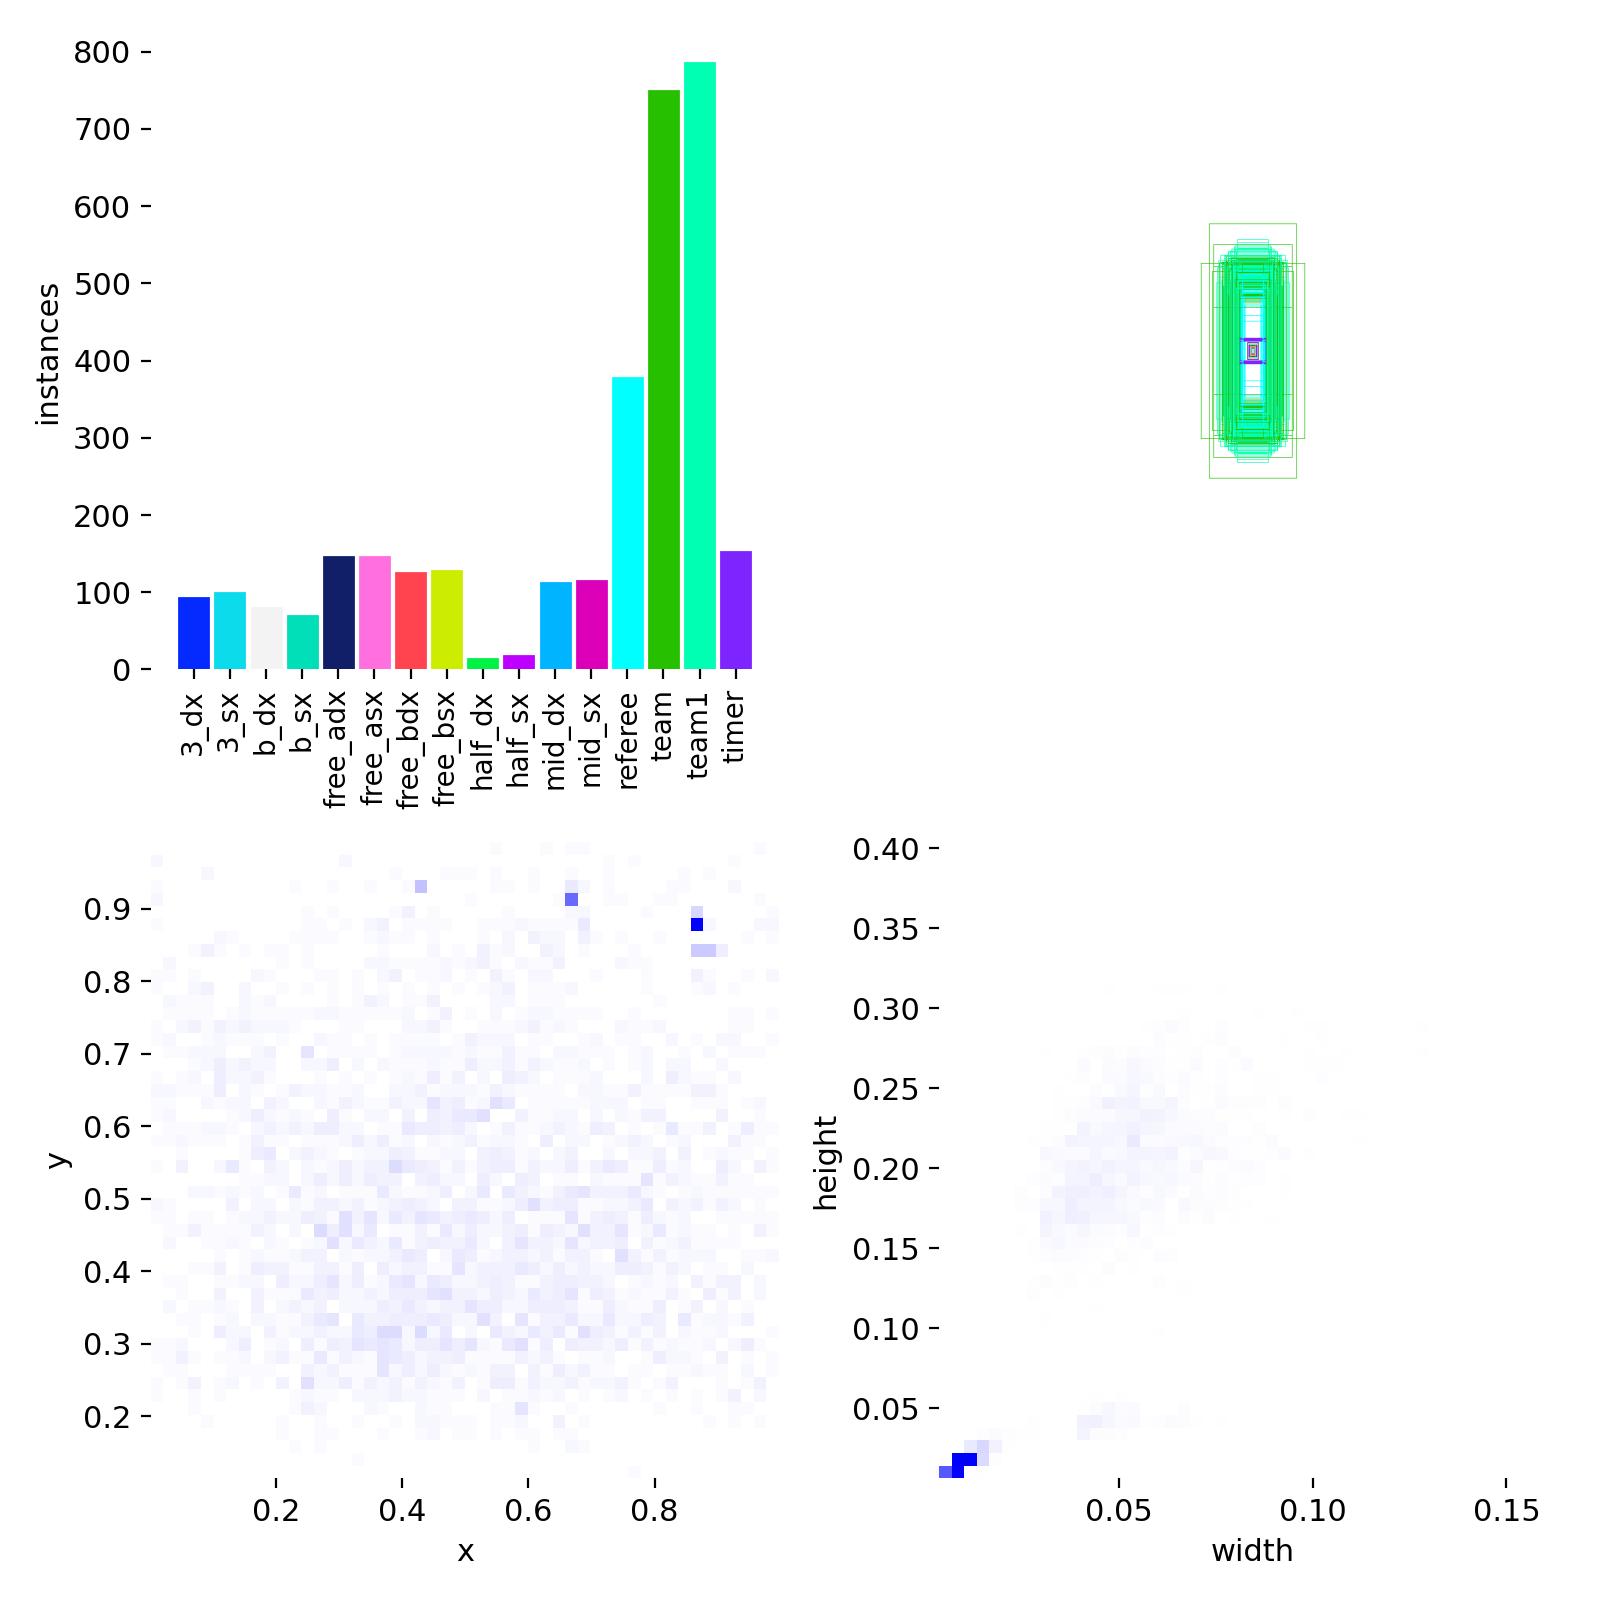 800
700
600
500
400
300
200
100
0
instances
3_dx
3_sx
b_dx
b_sx
free_adx
free_asx
free_bdx
free_bsx
half_dx
half_sx
mid_dx
mid_sx
referee
team
team1
timer
0.9
0.8
0.7
0.6
0.5
0.4
0.3
0.2
y
0.2 0.4 0.6 0.8
x
0.40
0.35
0.30
0.25
0.20
0.15
0.10
0.05
height
0.05 0.10 0.15
width